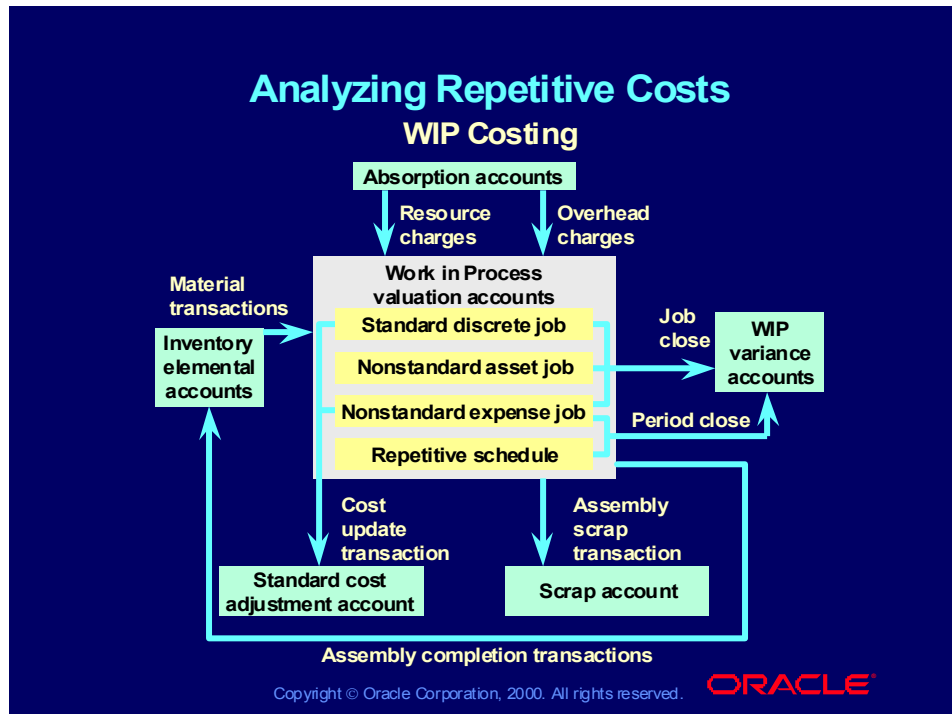 Analyzing Repetitive Costs
WIP Costing
Absorption accounts
Resource
charges
Overhead
charges
Material
transactions
Work in Process
valuation accounts
Standard discrete job
Nonstandard asset job
Nonstandard expense job
Repetitive schedule
Inventory
elemental
accounts
Job
close
WIP
variance
accounts
Period close
Cost
update
transaction
Assembly
scrap
transaction
Standard cost
adjustment account
Scrap account
Assembly completion transactions
Copyright © Oracle Corporation, 2000. All rights reserved.
ORACLE®